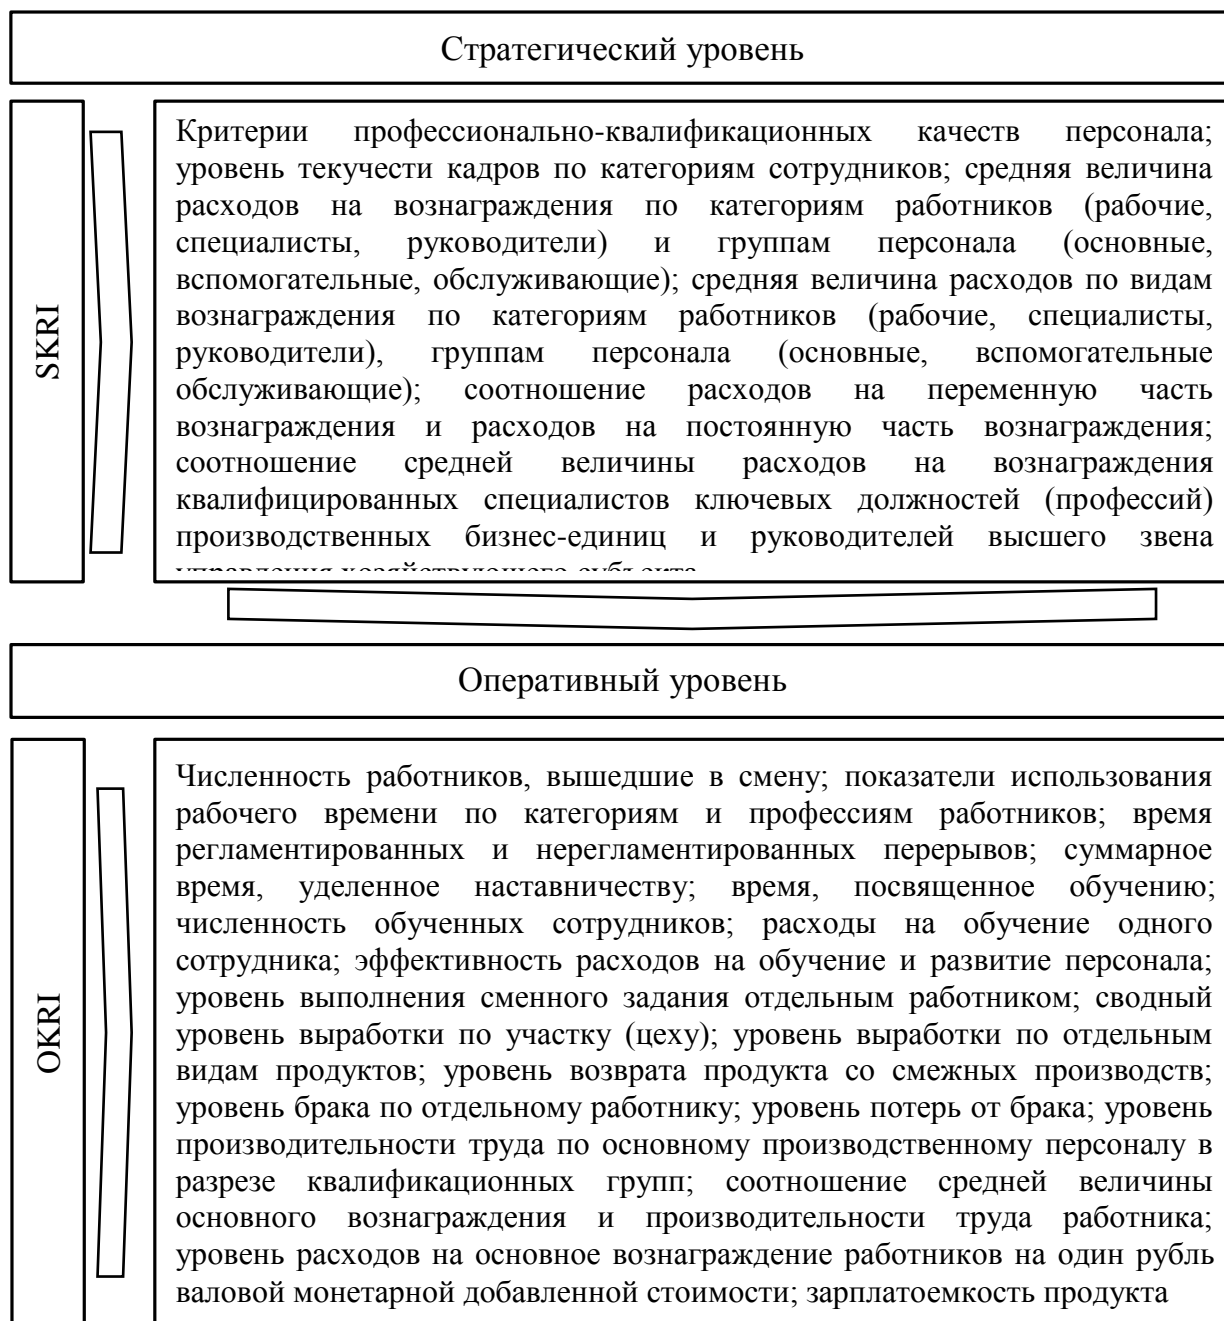 Стратегический уровень
SKRI
Критерии профессионально-квалификационных качеств персонала;
уровень текучести кадров по категориям сотрудников; средняя величина
расходов на вознаграждения по категориям работников (рабочие,
специалисты, руководители) и группам персонала (основные,
вспомогательные, обслуживающие); средняя величина расходов по видам
вознаграждения по категориям работников (рабочие, специалисты,
руководители), группам персонала (основные, вспомогательные
обслуживающие); соотношение расходов на переменную часть
вознаграждения и расходов на постоянную часть вознаграждения;
соотношение средней величины расходов на вознаграждения
квалифицированных специалистов ключевых должностей (профессий)
производственных бизнес-единиц и руководителей высшего звена
управления хозяйствующего субъекта
Оперативный уровень
OKRI
Численность работников, вышедшие в смену; показатели использования
рабочего времени по категориям и профессиям работников; время
регламентированных и нерегламентированных перерывов; суммарное
время, уделенное наставничеству; время, посвященное обучению;
численность обученных сотрудников; расходы на обучение одного
сотрудника; эффективность расходов на обучение и развитие персонала;
уровень выполнения сменного задания отдельным работником; сводный
уровень выработки по участку (цеху); уровень выработки по отдельным
видам продуктов; уровень возврата продукта со смежных производств;
уровень брака по отдельному работнику; уровень потерь от брака; уровень
производительности труда по основному производственному персоналу в
разрезе квалификационных групп; соотношение средней величины
основного вознаграждения и производительности труда работника;
уровень расходов на основное вознаграждение работников на один рубль
валовой монетарной добавленной стоимости; зарплатоемкость продукта